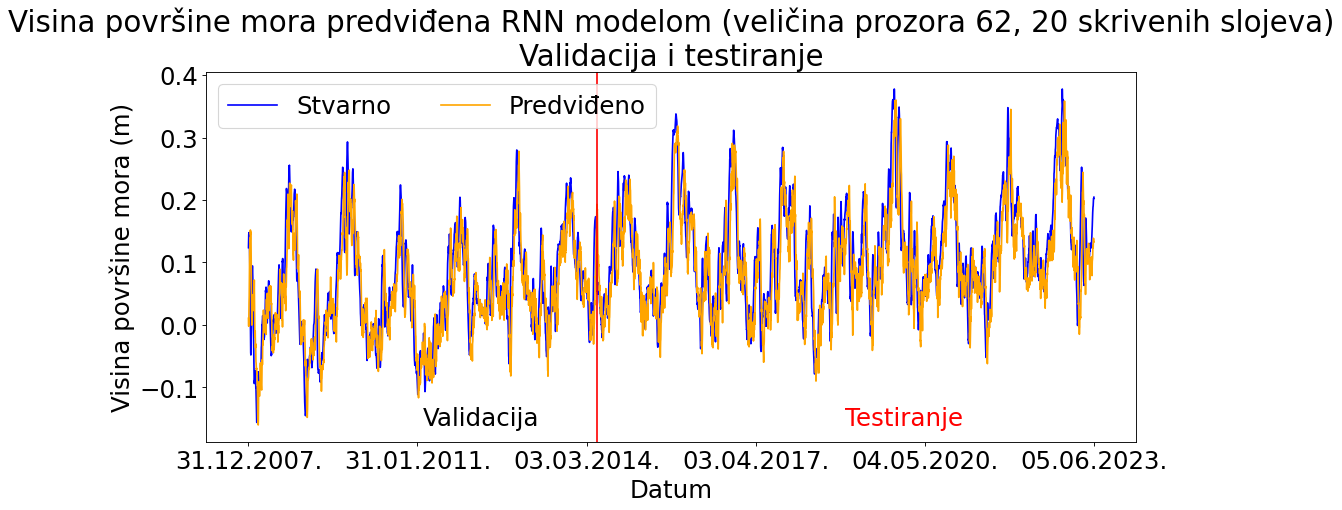 Visina površine mora predviđena RNN modelom (veličina prozora 62, 20 skrivenih slojeva)
Validacija i testiranje
Stvarno
Predviđeno
Visina površine mora (m)
0.4
0.3
0.2
0.1
0.0
−0.1
Validacija
Testiranje
31.12.2007.
31.01.2011.
03.03.2014.
03.04.2017.
04.05.2020.
05.06.2023.
Datum